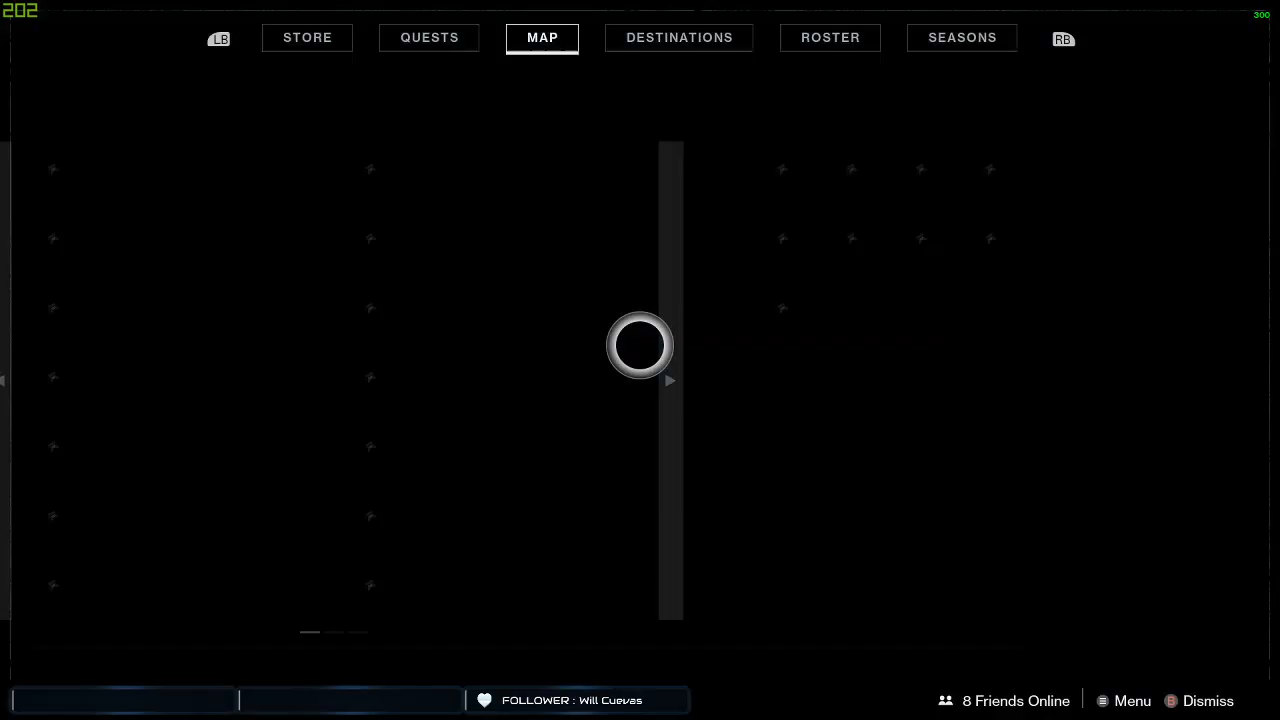 202
300
LB
STORE
QUESTS
MAP
DESTINATIONS
ROSTER
SEASONS
RB
FOLLOWER : Will Cuevas
8 Friends Online
Menu
B Dismiss